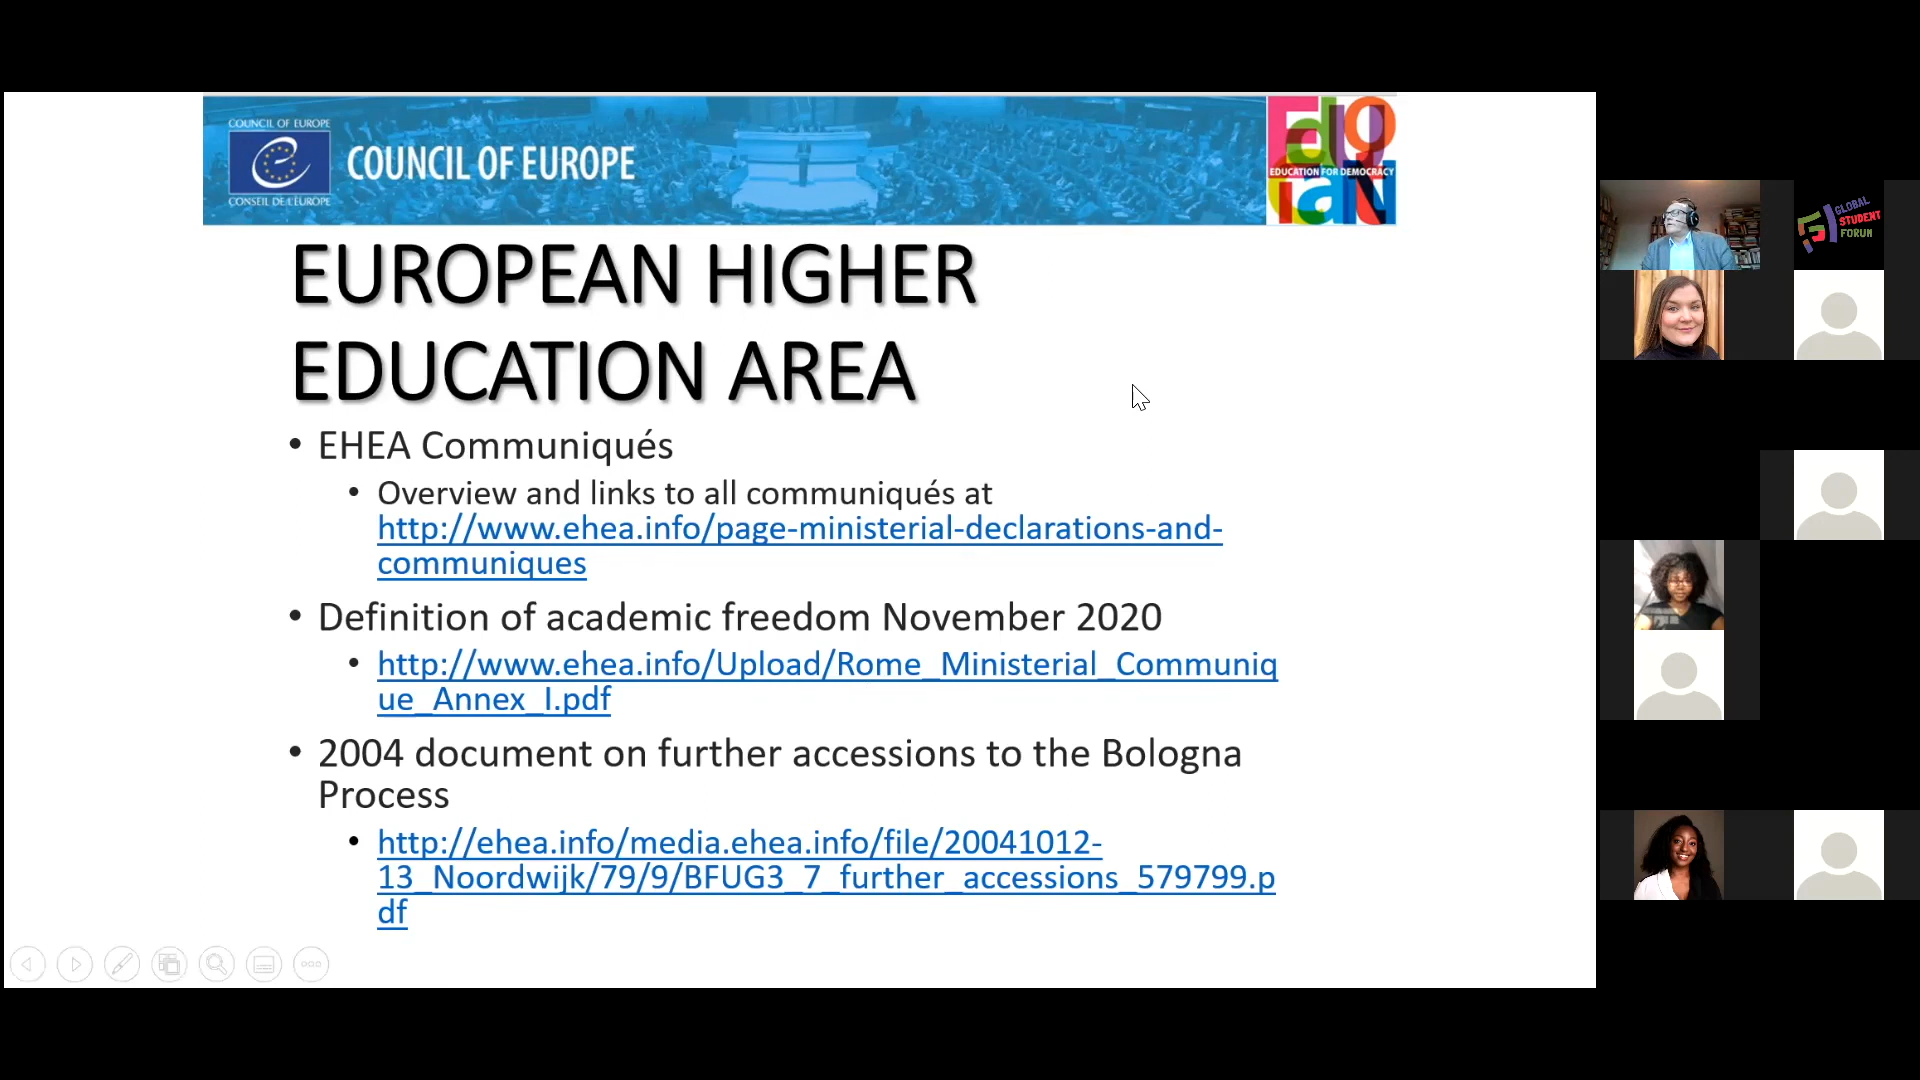 COUNCIL OF EUROPE
COUNCIL OF EUROPE
CONSEIL DE L'EUROPE
EDUCATION FOR DEMOCRACY
EUROPEAN HIGHER
EDUCATION AREA
• EHEA Communiqués
• Overview and links to all communiqués at
http://www.ehea.info/page-ministerial-declarations-and-
communiques
• Definition of academic freedom November 2020
• http://www.ehea.info/Upload/Rome_Ministerial_Communiq
ue_Annex_I.pdf
• 2004 document on further accessions to the Bologna
Process
• http://ehea.info/media.ehea.info/file/20041012-
13_Noordwijk/79/9/BFUG3_7_further_accessions_579799.p
df
GLOBAL
STUDENT
FORUM